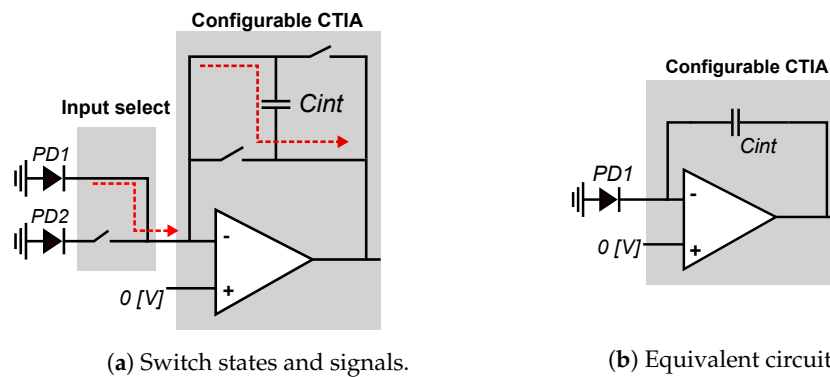 Configurable CTIA
Input select
Cint
PD1
PD2
-
+
0 [V]
(a) Switch states and signals.
Configurable CTIA
Cint
PD1
-
+
0 [V]
(b) Equivalent circuit